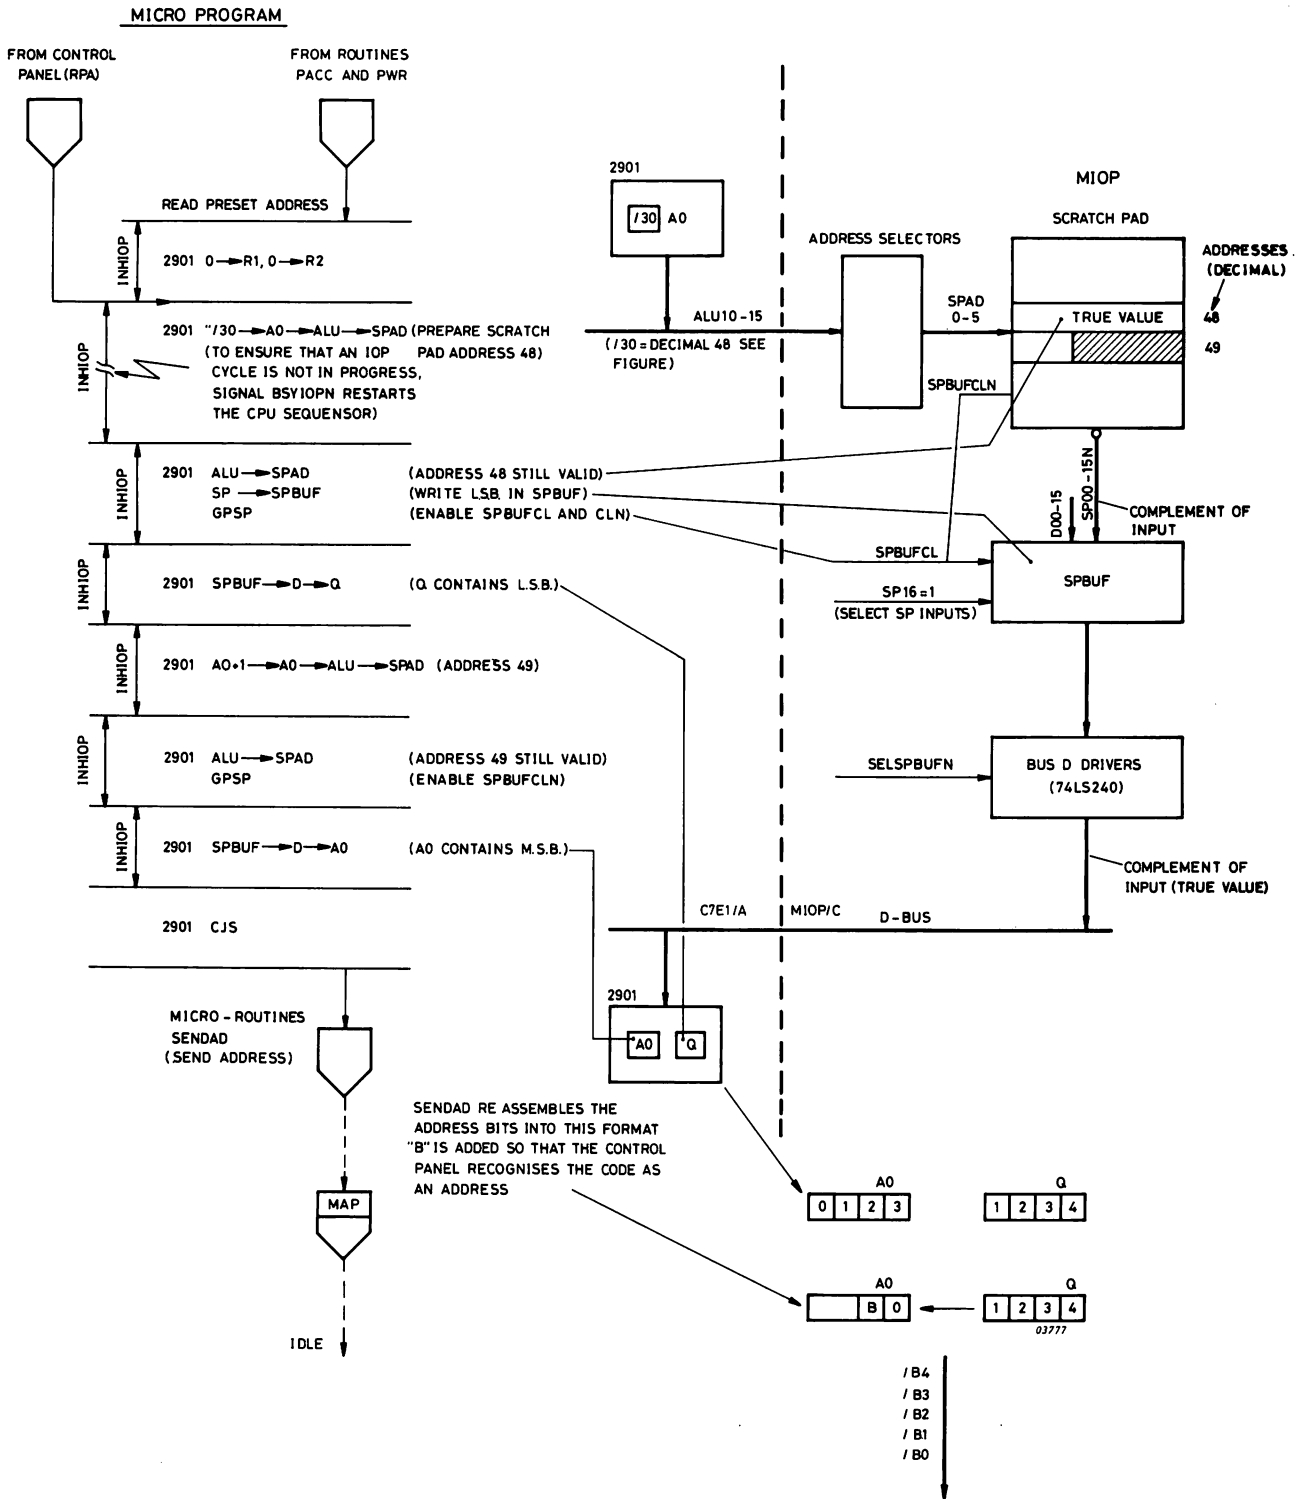 MICRO PROGRAM
FROM CONTROL
PANEL (RPA)
FROM ROUTINES
PACC AND PWR
READ PRESET ADDRESS
INHIOP
2901 0→R1, 0→R2
INHIOP
2901 "/30→A0→ALU→SPAD (PREPARE SCRATCH
(TO ENSURE THAT AN IOP PAD ADDRESS 48)
CYCLE IS NOT IN PROGRESS,
SIGNAL BSYIOPN RESTARTS
THE CPU SEQUENSOR)
INHIOP
2901 ALU→SPAD (ADDRESS 48 STILL VALID)
SP→SPBUF (WRITE L.S.B. IN SPBUF)
GPSP (ENABLE SPBUFCL AND CLN)
INHIOP
2901 SPBUF→D→Q (Q CONTAINS L.S.B.)
INHIOP
2901 A0+1→A0→ALU→SPAD (ADDRESS 49)
INHIOP
2901 ALU→SPAD (ADDRESS 49 STILL VALID)
GPSP (ENABLE SPBUFCLN)
INHIOP
2901 SPBUF→D→A0 (A0 CONTAINS M.S.B.)
2901 CJS
MICRO-ROUTINES
SENDAD
(SEND ADDRESS)
MAP
IDLE
2901
/30 A0
ALU10-15
(/30=DECIMAL 48 SEE
FIGURE)
ADDRESS SELECTORS
SPAD
0-5
MIOP
SCRATCH PAD
ADDRESSES
(DECIMAL)
TRUE VALUE
48
49
SPBUFCLN
D00-15
SP00-15N
COMPLEMENT OF
INPUT
SPBUFCL
SPBUF
SP16=1
(SELECT SP INPUTS)
SELSPBUFN
BUS D DRIVERS
(74LS240)
COMPLEMENT OF
INPUT (TRUE VALUE)
C7E1/A MIOP/C D-BUS
2901
A0 Q
SENDAD RE ASSEMBLES THE
ADDRESS BITS INTO THIS FORMAT
"B" IS ADDED SO THAT THE CONTROL
PANEL RECOGNISES THE CODE AS
AN ADDRESS
A0 Q
0 1 2 3 1 2 3 4
A0 Q
B 0 1 2 3 4
03777
/B4
/B3
/B2
/B1
/B0